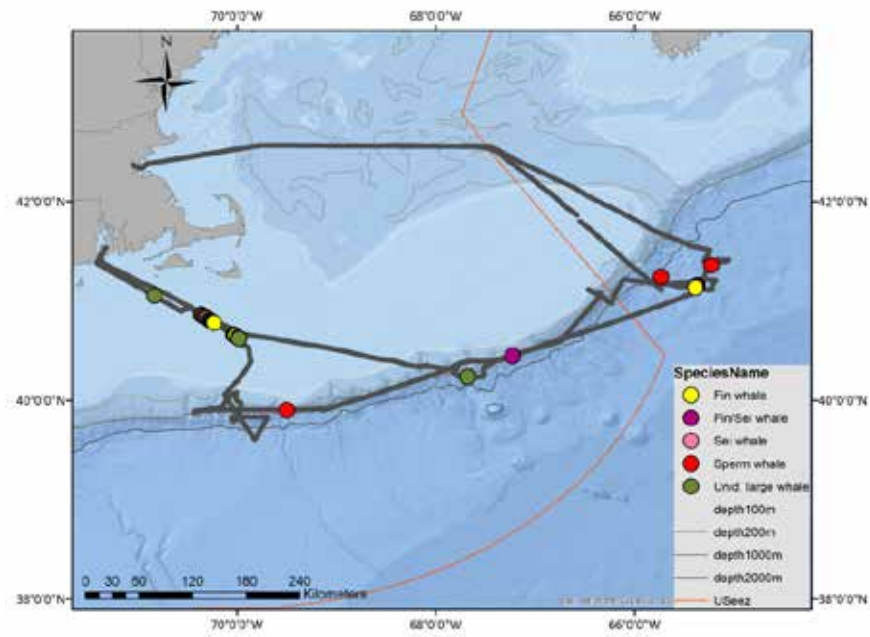 70°0'0"W 68°0'0"W 66°0'0"W
N
42°0'0"N 42°0'0"N
40°0'0"N 40°0'0"N
SpeciesName
Fin whale
Fin/Sei whale
Sei whale
Sperm whale
Unid. large whale
depth100m
depth200m
depth1000m
depth2000m
USeez
0 30 60 120 180 240
Kilometers
38°0'0"N 38°0'0"N
70°0'0"W 68°0'0"W 66°0'0"W